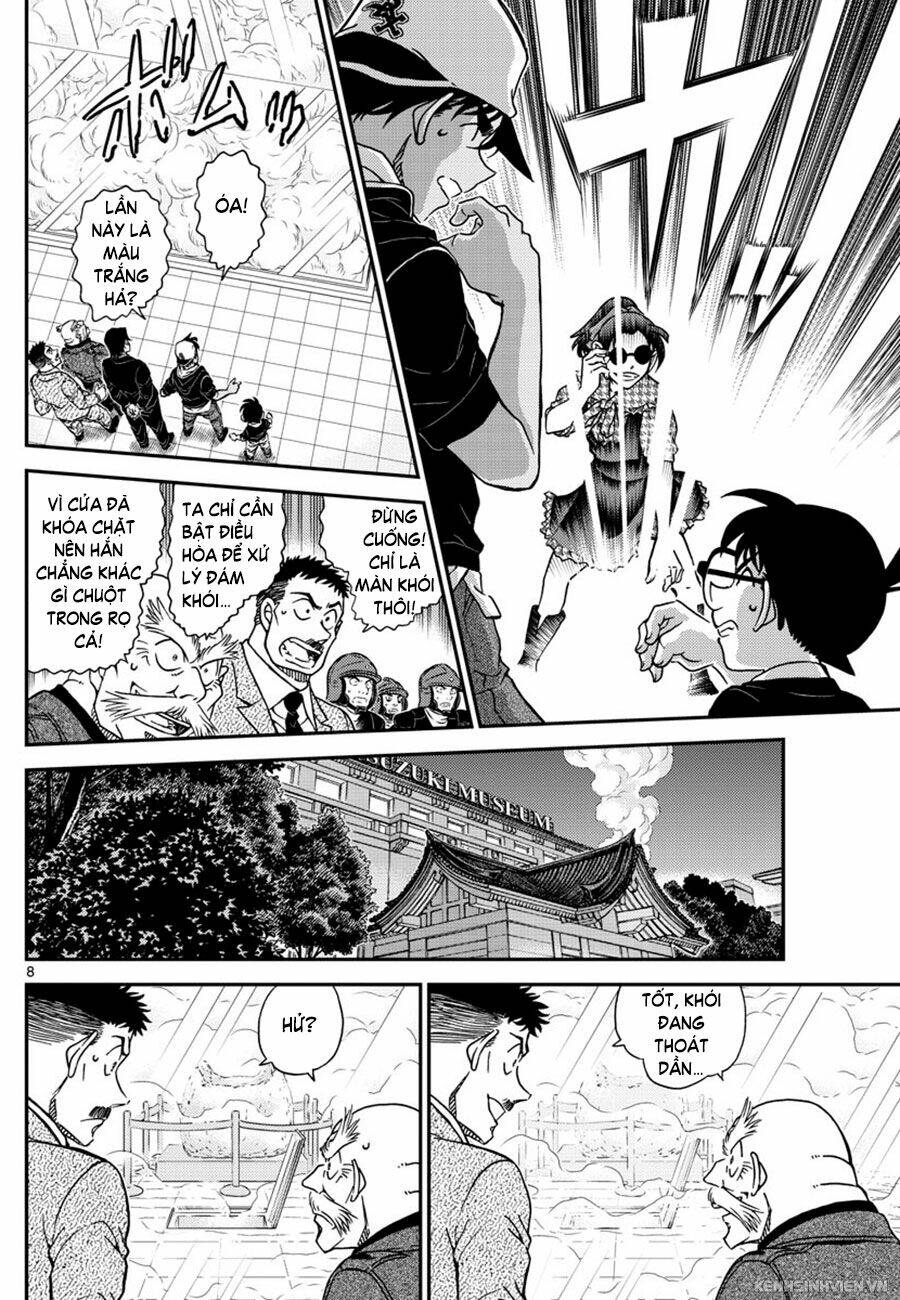 ボムッ
ÓA!
LẦN
NÀY LÀ
MÀU
TRẮNG
HẢ?
ĐỪNG
CUỐNG!
CHỈ LÀ
MÀN KHÓI
THÔI!
TA CHỈ CẦN
BẬT ĐIỀU
HÒA ĐỂ XỬ
LÝ ĐÁM
KHÓI...
VÌ CỬA ĐÃ
KHÓA CHẶT
NÊN HẮN
CHẲNG KHÁC
GÌ CHUỘT
TRONG RỌ
CẢ!
SUZUKI MUSEUM
8
TỐT, KHÓI
ĐANG
THOÁT
DẦN...
HỬ?
KENHSINHVIEN.VN